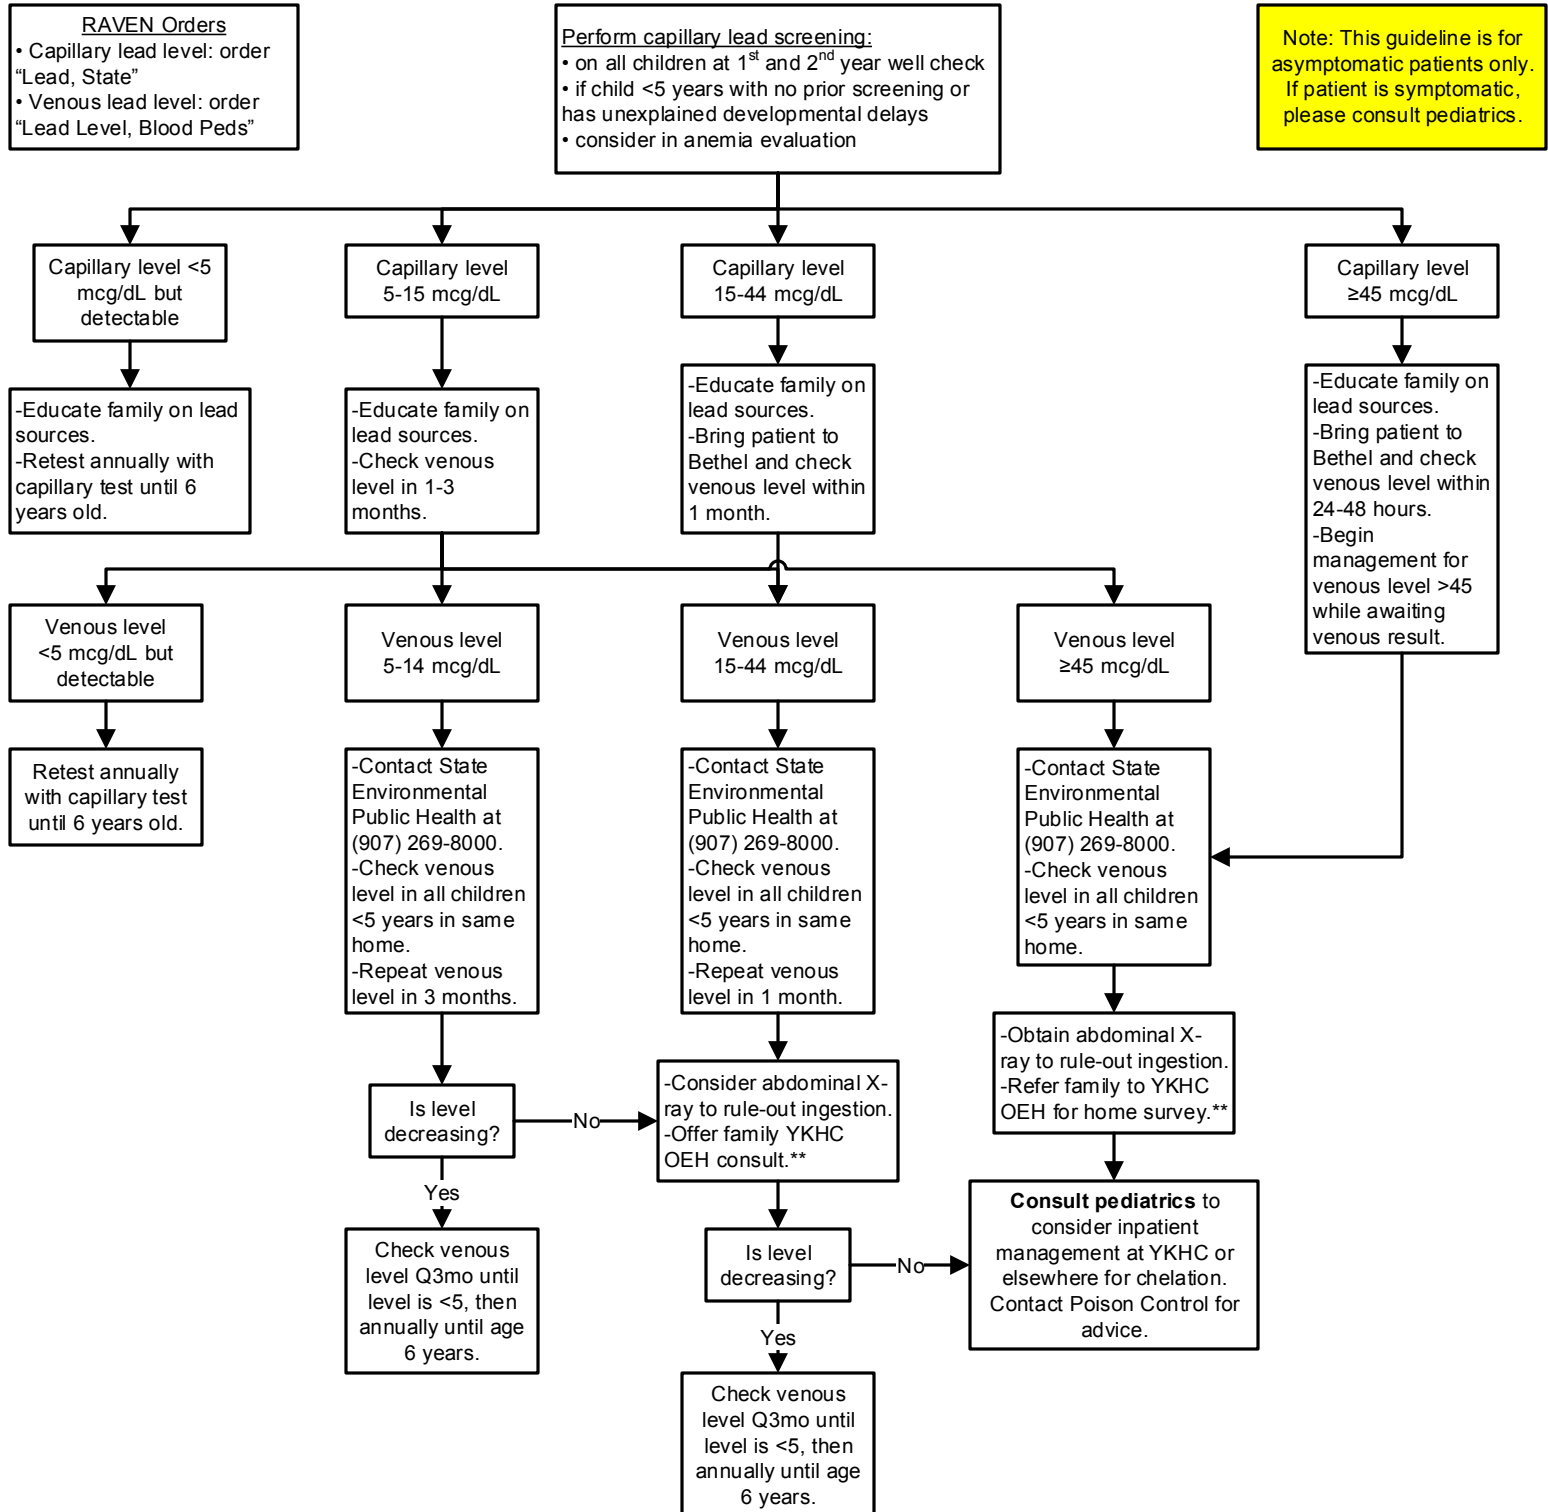 RAVEN Orders
• Capillary lead level: order
“Lead, State”
• Venous lead level: order
“Lead Level, Blood Peds”
Perform capillary lead screening:
• on all children at 1st and 2nd year well check
• if child <5 years with no prior screening or
has unexplained developmental delays
• consider in anemia evaluation
Note: This guideline is for
asymptomatic patients only.
If patient is symptomatic,
please consult pediatrics.
Capillary level <5
mcg/dL but
detectable
Capillary level
5-15 mcg/dL
Capillary level
15-44 mcg/dL
Capillary level
≥45 mcg/dL
-Educate family on lead
sources.
-Retest annually with
capillary test until 6
years old.
-Educate family on
lead sources.
-Check venous
level in 1-3
months.
-Educate family on
lead sources.
-Bring patient to
Bethel and check
venous level within
1 month.
-Educate family on
lead sources.
-Bring patient to
Bethel and check
venous level within
24-48 hours.
-Begin
management for
venous level >45
while awaiting
venous result.
Venous level
<5 mcg/dL but
detectable
Venous level
5-14 mcg/dL
Venous level
15-44 mcg/dL
Venous level
≥45 mcg/dL
Retest annually
with capillary test
until 6 years old.
-Contact State
Environmental
Public Health at
(907) 269-8000.
-Check venous
level in all children
<5 years in same
home.
-Repeat venous
level in 3 months.
-Contact State
Environmental
Public Health at
(907) 269-8000.
-Check venous
level in all children
<5 years in same
home.
-Repeat venous
level in 1 month.
-Contact State
Environmental
Public Health at
(907) 269-8000.
-Check venous
level in all children
<5 years in same
home.
Is level
decreasing?
No
-Consider abdominal X-
ray to rule-out ingestion.
-Offer family YKHC
OEH consult.**
-Obtain abdominal X-
ray to rule-out ingestion.
-Refer family to YKHC
OEH for home survey.**
Yes
Check venous
level Q3mo until
level is <5, then
annually until age
6 years.
Is level
decreasing?
No
Consult pediatrics to
consider inpatient
management at YKHC or
elsewhere for chelation.
Contact Poison Control for
advice.
Yes
Check venous
level Q3mo until
level is <5, then
annually until age
6 years.